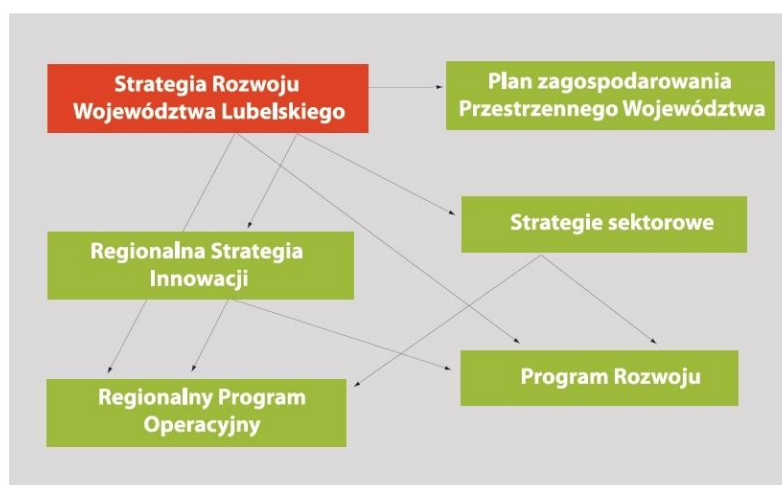 Strategia Rozwoju
Województwa Lubelskiego
Plan zagospodarowania
Przestrzennego Województwa
Strategie sektorowe
Regionalna Strategia
Innowacji
Program Rozwoju
Regionalny Program
Operacyjny